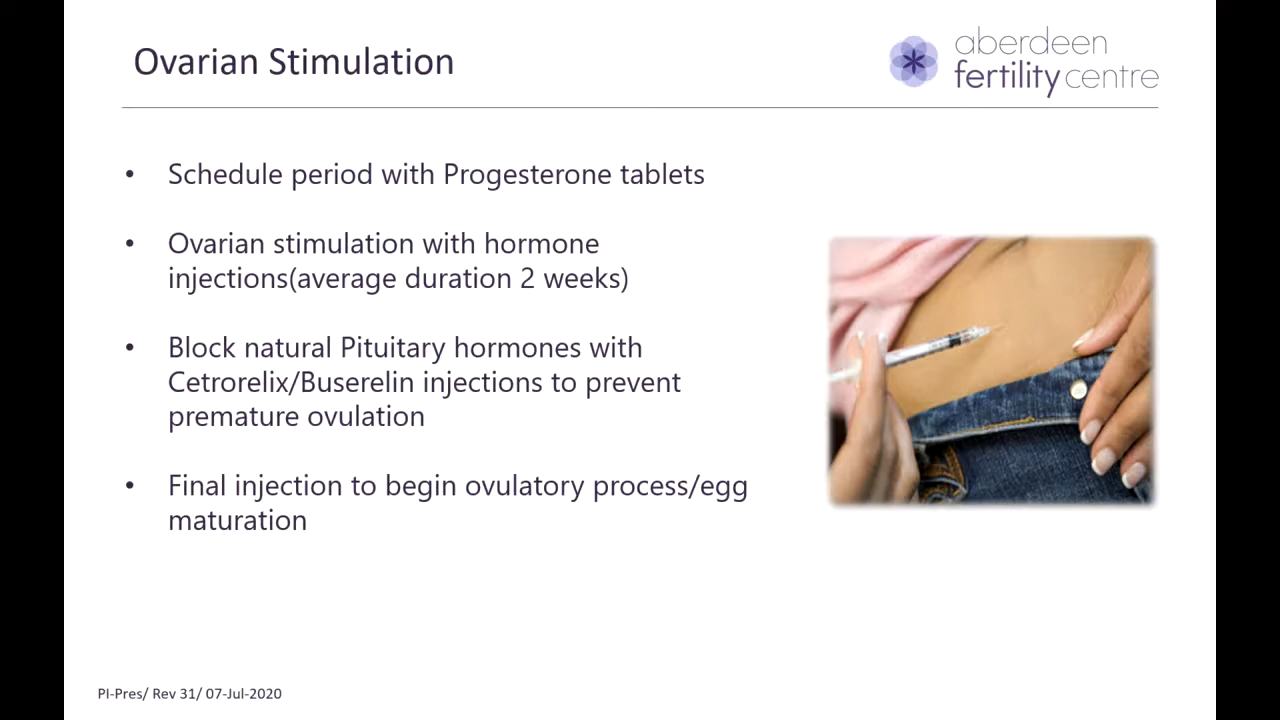 Ovarian Stimulation
aberdeen
fertility centre
• Schedule period with Progesterone tablets
• Ovarian stimulation with hormone
injections(average duration 2 weeks)
• Block natural Pituitary hormones with
Cetrorelix/Buserelin injections to prevent
premature ovulation
• Final injection to begin ovulatory process/egg
maturation
PI-Pres/ Rev 31/ 07-Jul-2020